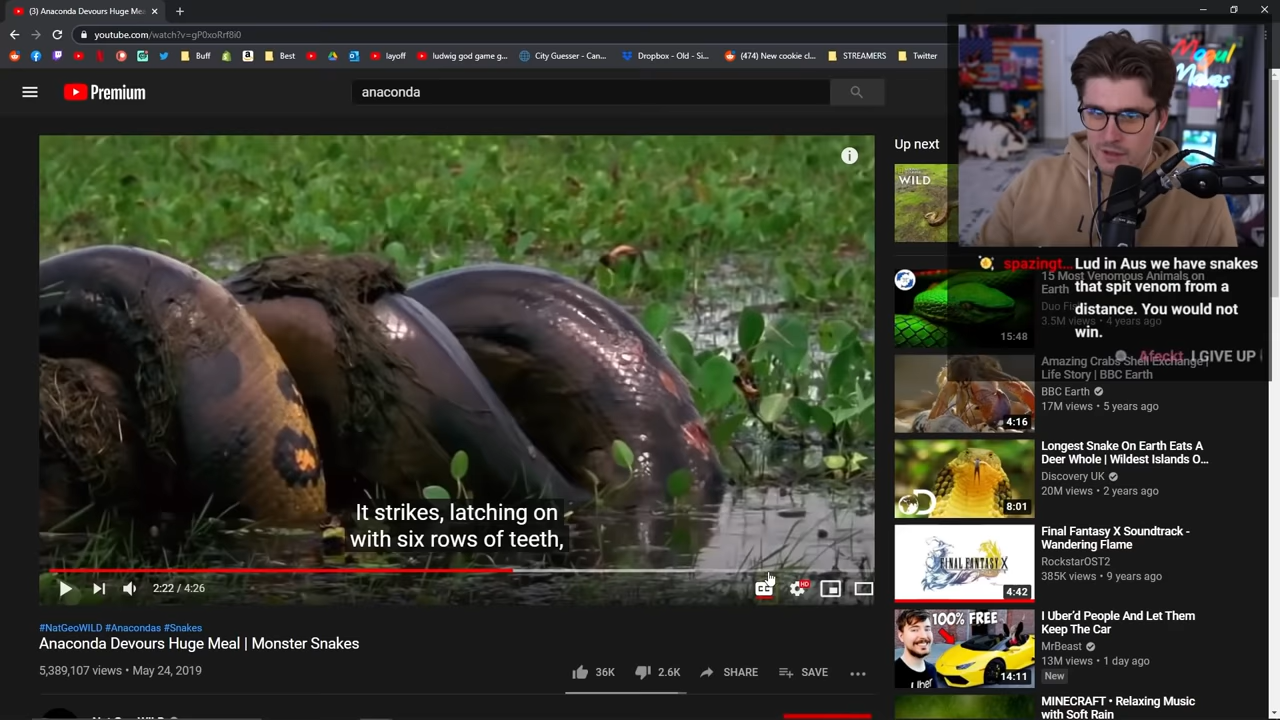 (3) Anaconda Devours Huge Me
youtube.com/watch?v=gP0xoRrf8i0
Buff
Best
layoff
ludwig god game g...
City Guesser - Can...
Dropbox - Old - Si...
(474) New cookie cl...
STREAMERS
Twitter
Premium
anaconda
Mogul
Moves
Up next
WILD
Lud in Aus we have snakes
spazingt...
that spit venom from a
distance. You would not
win.
Afeckt I GIVE UP
15 Most Venomous Animals on
Earth
Duo
3.5M views • 4 years ago
15:48
Amazing Crabs Shell Exchange |
Life Story | BBC Earth
BBC Earth
17M views • 5 years ago
4:16
Longest Snake On Earth Eats A
Deer Whole | Wildest Islands O...
Discovery UK
20M views • 2 years ago
8:01
Final Fantasy X Soundtrack -
Wandering Flame
RockstarOST2
385K views • 9 years ago
FINAL FANTASY X
4:42
I Uber'd People And Let Them
Keep The Car
MrBeast
13M views • 1 day ago
New
100% FREE
Uber
14:11
MINECRAFT • Relaxing Music
with Soft Rain
It strikes, latching on
with six rows of teeth,
2:22 / 4:26
CC
HD
#NatGeoWILD #Anacondas #Snakes
Anaconda Devours Huge Meal | Monster Snakes
5,389,107 views • May 24, 2019
36K
2.6K
SHARE
SAVE